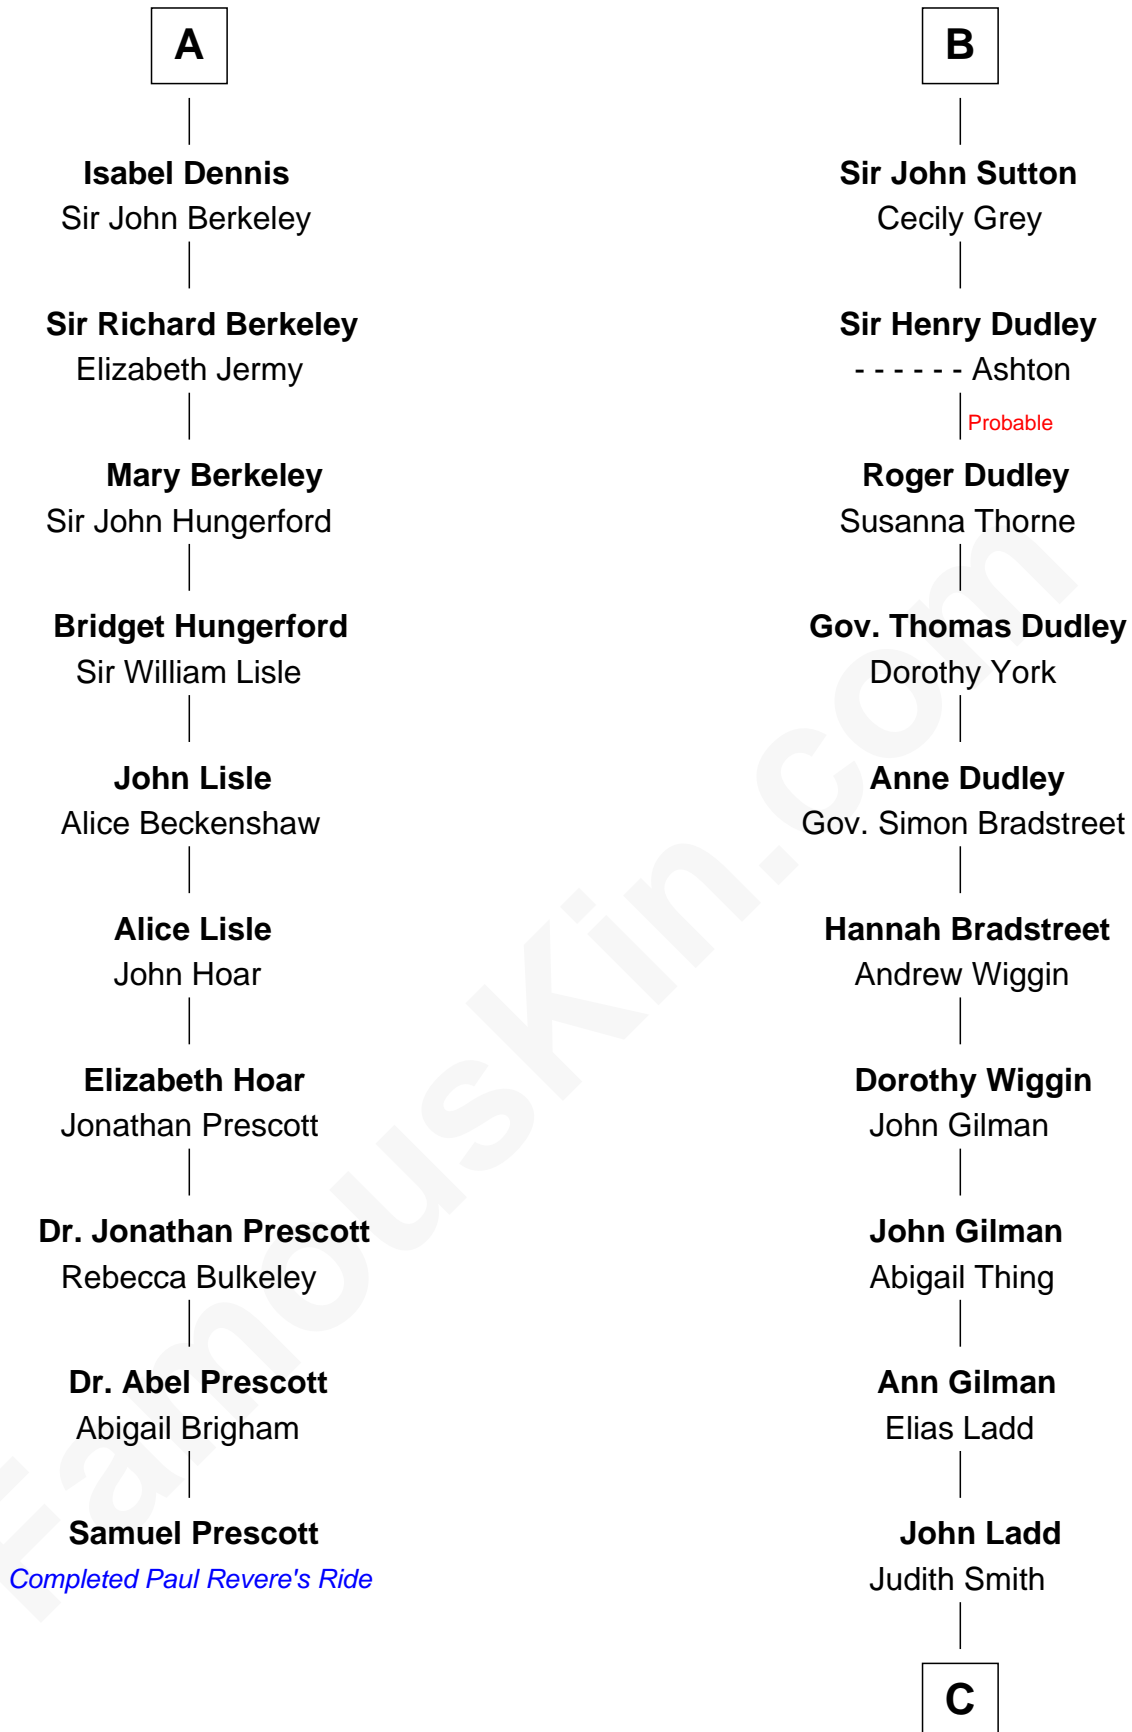 A
Isabel Dennis
Sir John Berkeley
Sir Richard Berkeley
Elizabeth Jermy
Mary Berkeley
Sir John Hungerford
Bridget Hungerford
Sir William Lisle
John Lisle
Alice Beckenshaw
Alice Lisle
John Hoar
Elizabeth Hoar
Jonathan Prescott
Dr. Jonathan Prescott
Rebecca Bulkeley
Dr. Abel Prescott
Abigail Brigham
Samuel Prescott
Completed Paul Revere's Ride
B
Sir John Sutton
Cecily Grey
Sir Henry Dudley
- - - - - - Ashton
Probable
Roger Dudley
Susanna Thorne
Gov. Thomas Dudley
Dorothy York
Anne Dudley
Gov. Simon Bradstreet
Hannah Bradstreet
Andrew Wiggin
Dorothy Wiggin
John Gilman
John Gilman
Abigail Thing
Ann Gilman
Elias Ladd
John Ladd
Judith Smith
C
FamousKin.com